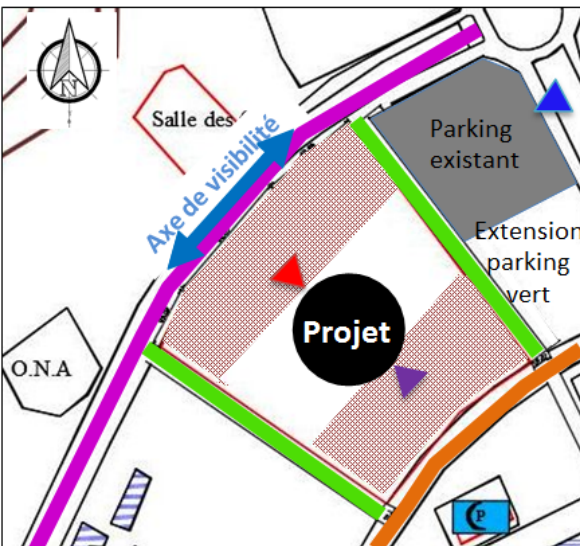 N
Salle des
Axe de visibilité
Parking
existant
Extension
parking
vert
Projet
O.N.A
P